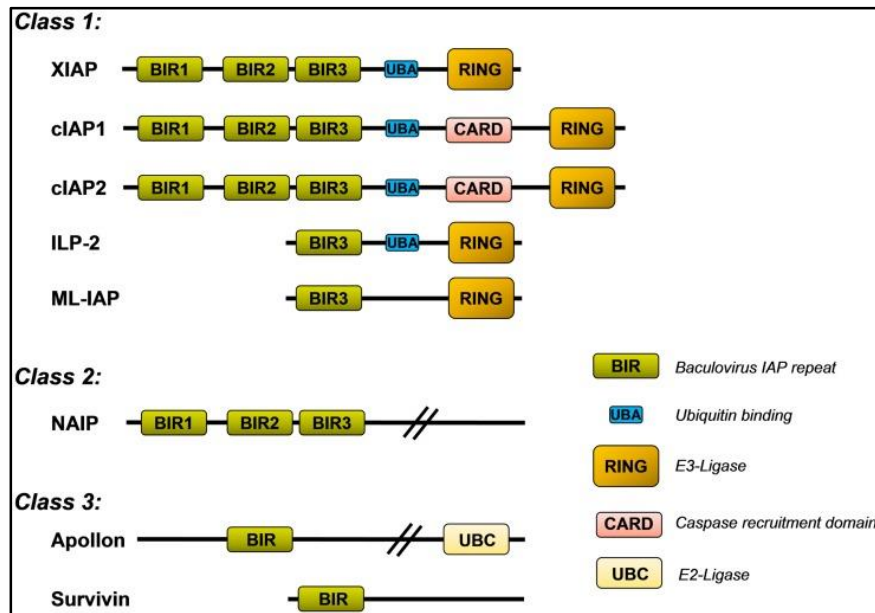 Class 1:
XIAP BIR1 BIR2 BIR3 UBA RING
cIAP1 BIR1 BIR2 BIR3 UBA CARD RING
cIAP2 BIR1 BIR2 BIR3 UBA CARD RING
ILP-2 BIR3 UBA RING
ML-IAP BIR3 RING
Class 2:
NAIP BIR1 BIR2 BIR3
Class 3:
Apollon BIR UBC
Survivin BIR
BIR Baculovirus IAP repeat
UBA Ubiquitin binding
RING E3-Ligase
CARD Caspase recruitment domain
UBC E2-Ligase